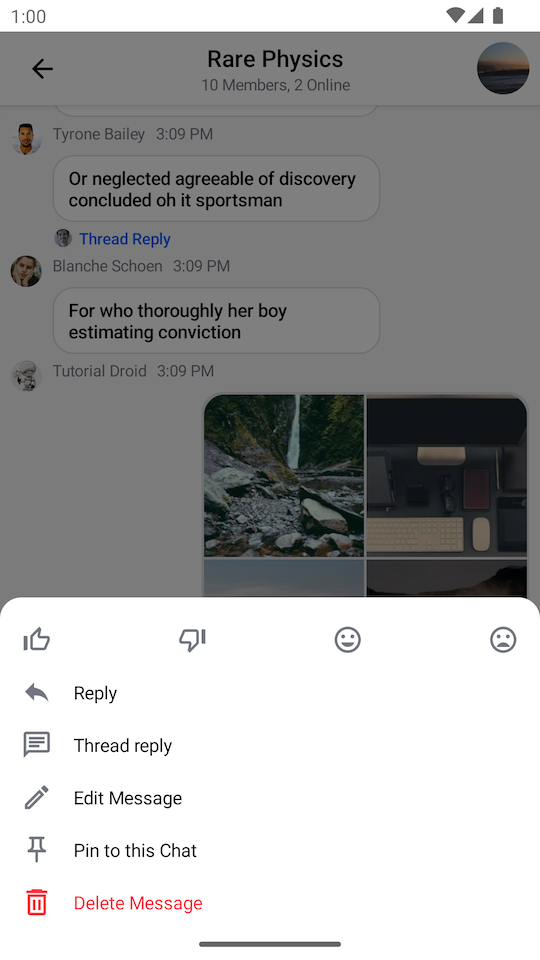 1:00
Rare Physics
10 Members, 2 Online
Tyrone Bailey 3:09 PM
Or neglected agreeable of discovery
concluded oh it sportsman
Thread Reply
Blanche Schoen 3:09 PM
For who thoroughly her boy
estimating conviction
Tutorial Droid 3:09 PM
Reply
Thread reply
Edit Message
Pin to this Chat
Delete Message